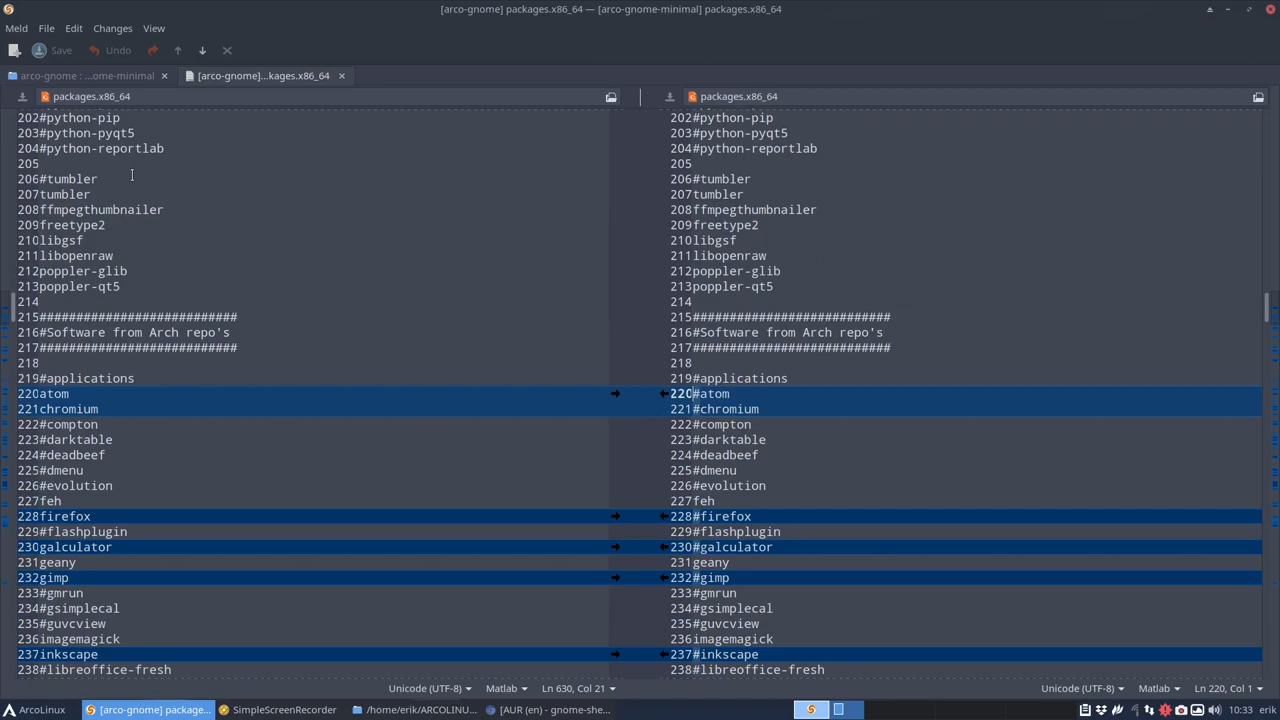 [arco-gnome] packages.x86_64 — [arco-gnome-minimal] packages.x86_64
Meld File Edit Changes View
Save Undo
arco-gnome : ...ome-minimal [arco-gnome]...kages.x86_64
packages.x86_64 packages.x86_64
202#python-pip 202#python-pip
203#python-pyqt5 203#python-pyqt5
204#python-reportlab 204#python-reportlab
205 205
206#tumbler 206#tumbler
207tumbler 207tumbler
208ffmpegthumbnailer 208ffmpegthumbnailer
209freetype2 209freetype2
210libgsf 210libgsf
211libopenraw 211libopenraw
212poppler-glib 212poppler-glib
213poppler-qt5 213poppler-qt5
214 214
215########################### 215###########################
216#Software from Arch repo's 216#Software from Arch repo's
217########################### 217###########################
218 218
219#applications 219#applications
220atom 220#atom
221chromium 221#chromium
222#compton 222#compton
223#darktable 223#darktable
224#deadbeef 224#deadbeef
225#dmenu 225#dmenu
226#evolution 226#evolution
227feh 227feh
228firefox 228#firefox
229#flashplugin 229#flashplugin
230galculator 230#galculator
231geany 231geany
232gimp 232#gimp
233#gmrun 233#gmrun
234#gsimplecal 234#gsimplecal
235#guvcview 235#guvcview
236imagemagick 236imagemagick
237inkscape 237#inkscape
238#libreoffice-fresh 238#libreoffice-fresh
Unicode (UTF-8) Matlab Ln 630, Col 21 Unicode (UTF-8) Matlab Ln 220, Col 1
ArcoLinux [arco-gnome] package... SimpleScreenRecorder /home/erik/ARCOLINU... [AUR (en) - gnome-she... 10:33 erik